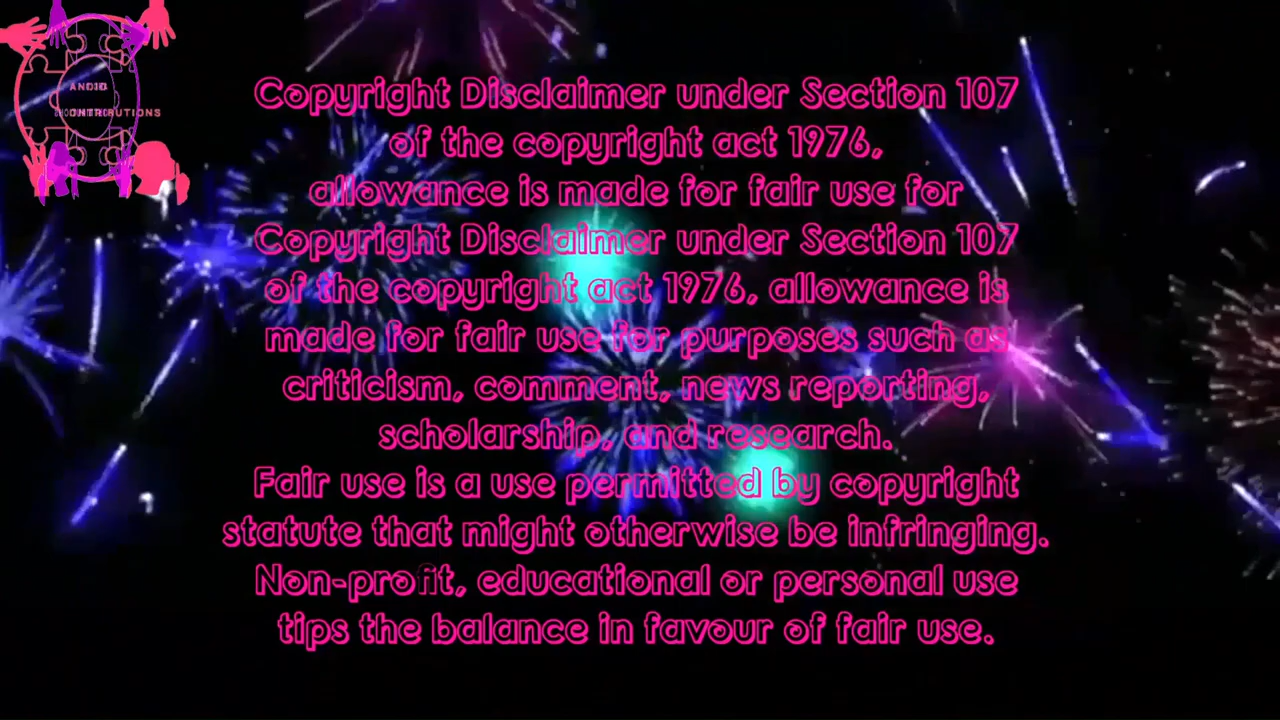 Copyright Disclaimer under Section 107
of the copyright act 1976,
allowance is made for fair use for
Copyright Disclaimer under Section 107
of the copyright act 1976, allowance is
made for fair use for purposes such as
criticism, comment, news reporting,
scholarship, and research.
Fair use is a use permitted by copyright
statute that might otherwise be infringing.
Non-profit, educational or personal use
tips the balance in favour of fair use.